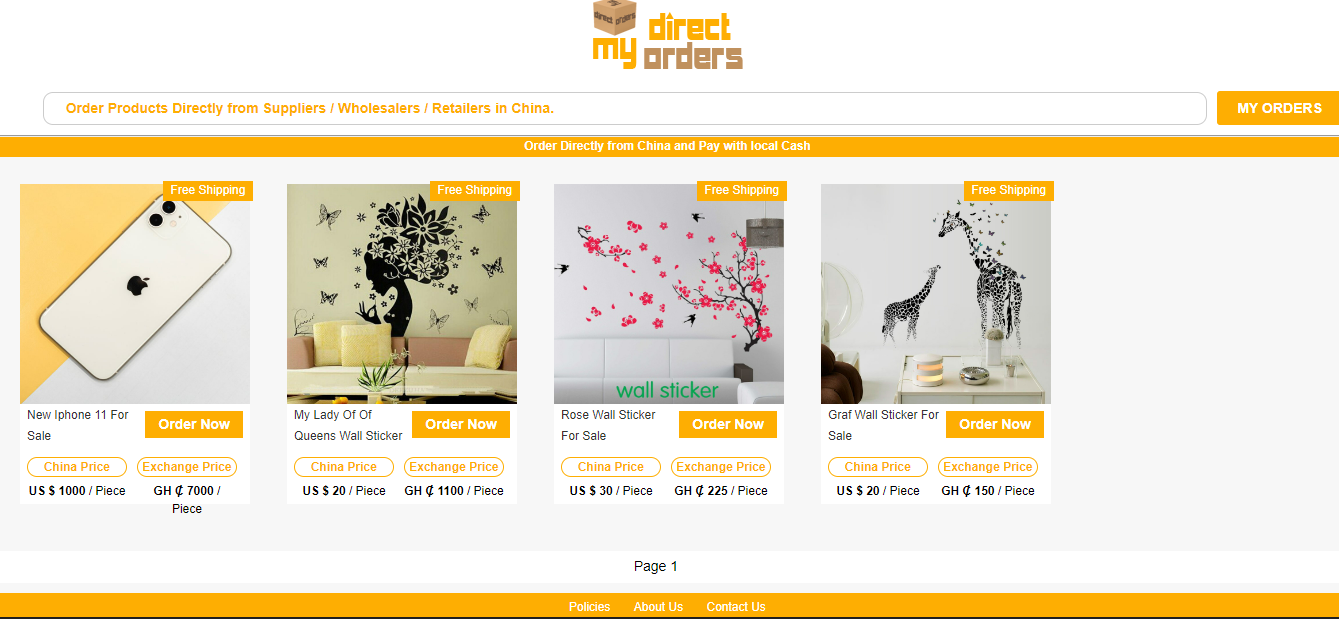 direct orders
direct
my orders
Order Products Directly from Suppliers / Wholesalers / Retailers in China.
MY ORDERS
Order Directly from China and Pay with local Cash
Free Shipping
Free Shipping
Free Shipping
Free Shipping
wall sticker
New Iphone 11 For
Sale
Order Now
China Price
Exchange Price
US $ 1000 / Piece
GH ₵ 7000 /
Piece
My Lady Of Of
Queens Wall Sticker
Order Now
China Price
Exchange Price
US $ 20 / Piece
GH ₵ 1100 / Piece
Rose Wall Sticker
For Sale
Order Now
China Price
Exchange Price
US $ 30 / Piece
GH ₵ 225 / Piece
Graf Wall Sticker For
Sale
Order Now
China Price
Exchange Price
US $ 20 / Piece
GH ₵ 150 / Piece
Page 1
Policies
About Us
Contact Us